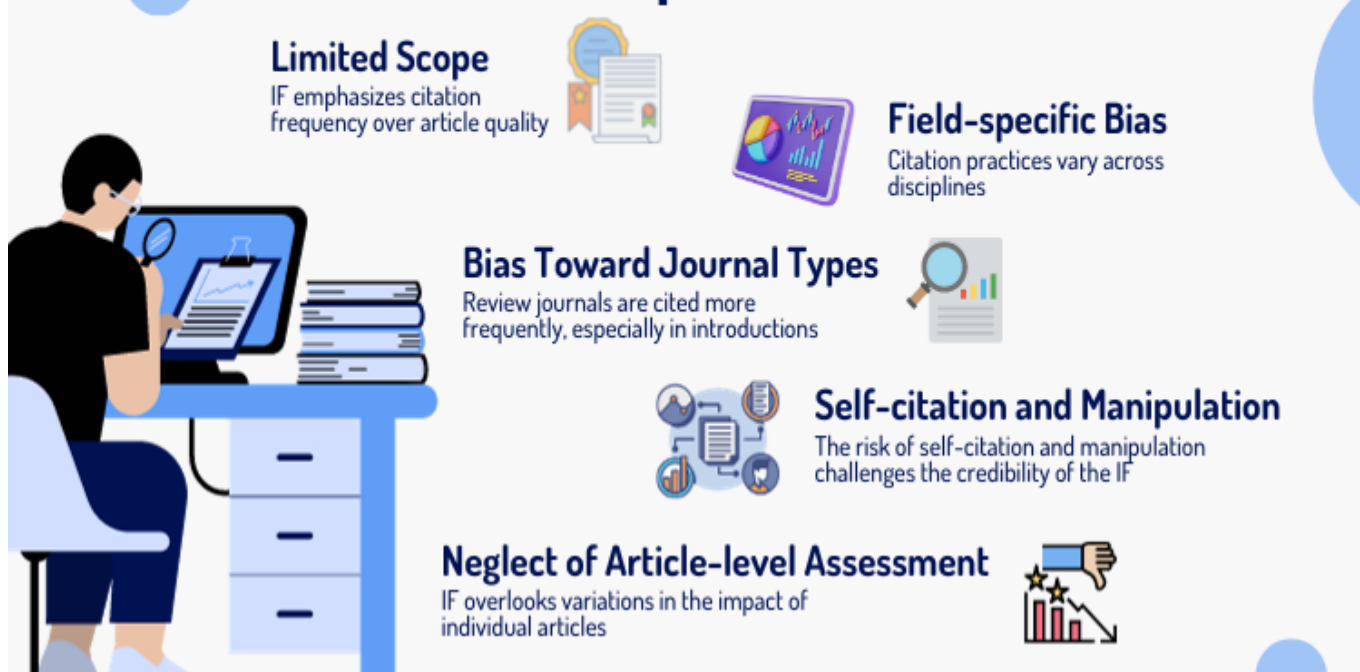 Limited Scope
IF emphasizes citation
frequency over article quality
Field-specific Bias
Citation practices vary across
disciplines
Bias Toward Journal Types
Review journals are cited more
frequently, especially in introductions
Self-citation and Manipulation
The risk of self-citation and manipulation
challenges the credibility of the IF
Neglect of Article-level Assessment
IF overlooks variations in the impact of
individual articles